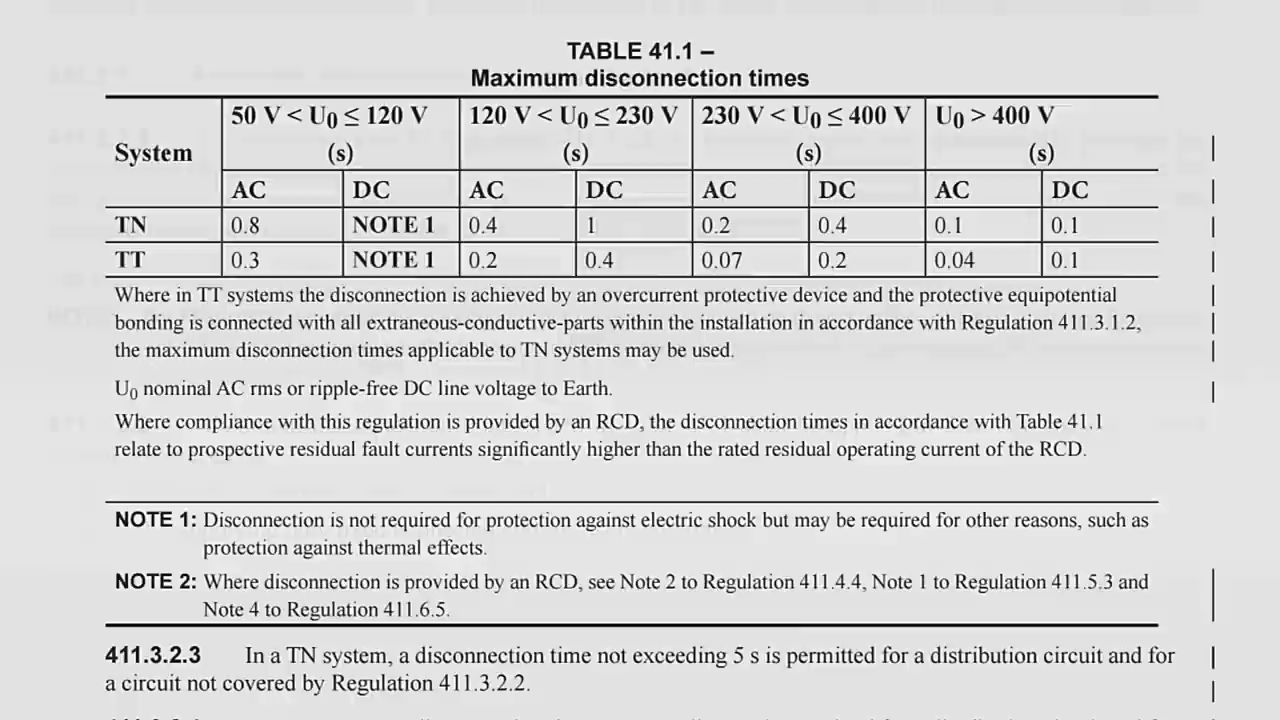 TABLE 41.1 –
Maximum disconnection times
System
50 V < U0 ≤ 120 V 120 V < U0 ≤ 230 V 230 V < U0 ≤ 400 V U0 > 400 V
(s) (s) (s) (s)
AC DC AC DC AC DC AC DC
TN 0.8 NOTE 1 0.4 1 0.2 0.4 0.1 0.1
TT 0.3 NOTE 1 0.2 0.4 0.07 0.2 0.04 0.1
Where in TT systems the disconnection is achieved by an overcurrent protective device and the protective equipotential
bonding is connected with all extraneous-conductive-parts within the installation in accordance with Regulation 411.3.1.2,
the maximum disconnection times applicable to TN systems may be used.
U0 nominal AC rms or ripple-free DC line voltage to Earth.
Where compliance with this regulation is provided by an RCD, the disconnection times in accordance with Table 41.1
relate to prospective residual fault currents significantly higher than the rated residual operating current of the RCD.
NOTE 1: Disconnection is not required for protection against electric shock but may be required for other reasons, such as
protection against thermal effects.
NOTE 2: Where disconnection is provided by an RCD, see Note 2 to Regulation 411.4.4, Note 1 to Regulation 411.5.3 and
Note 4 to Regulation 411.6.5.
411.3.2.3 In a TN system, a disconnection time not exceeding 5 s is permitted for a distribution circuit and for
a circuit not covered by Regulation 411.3.2.2.